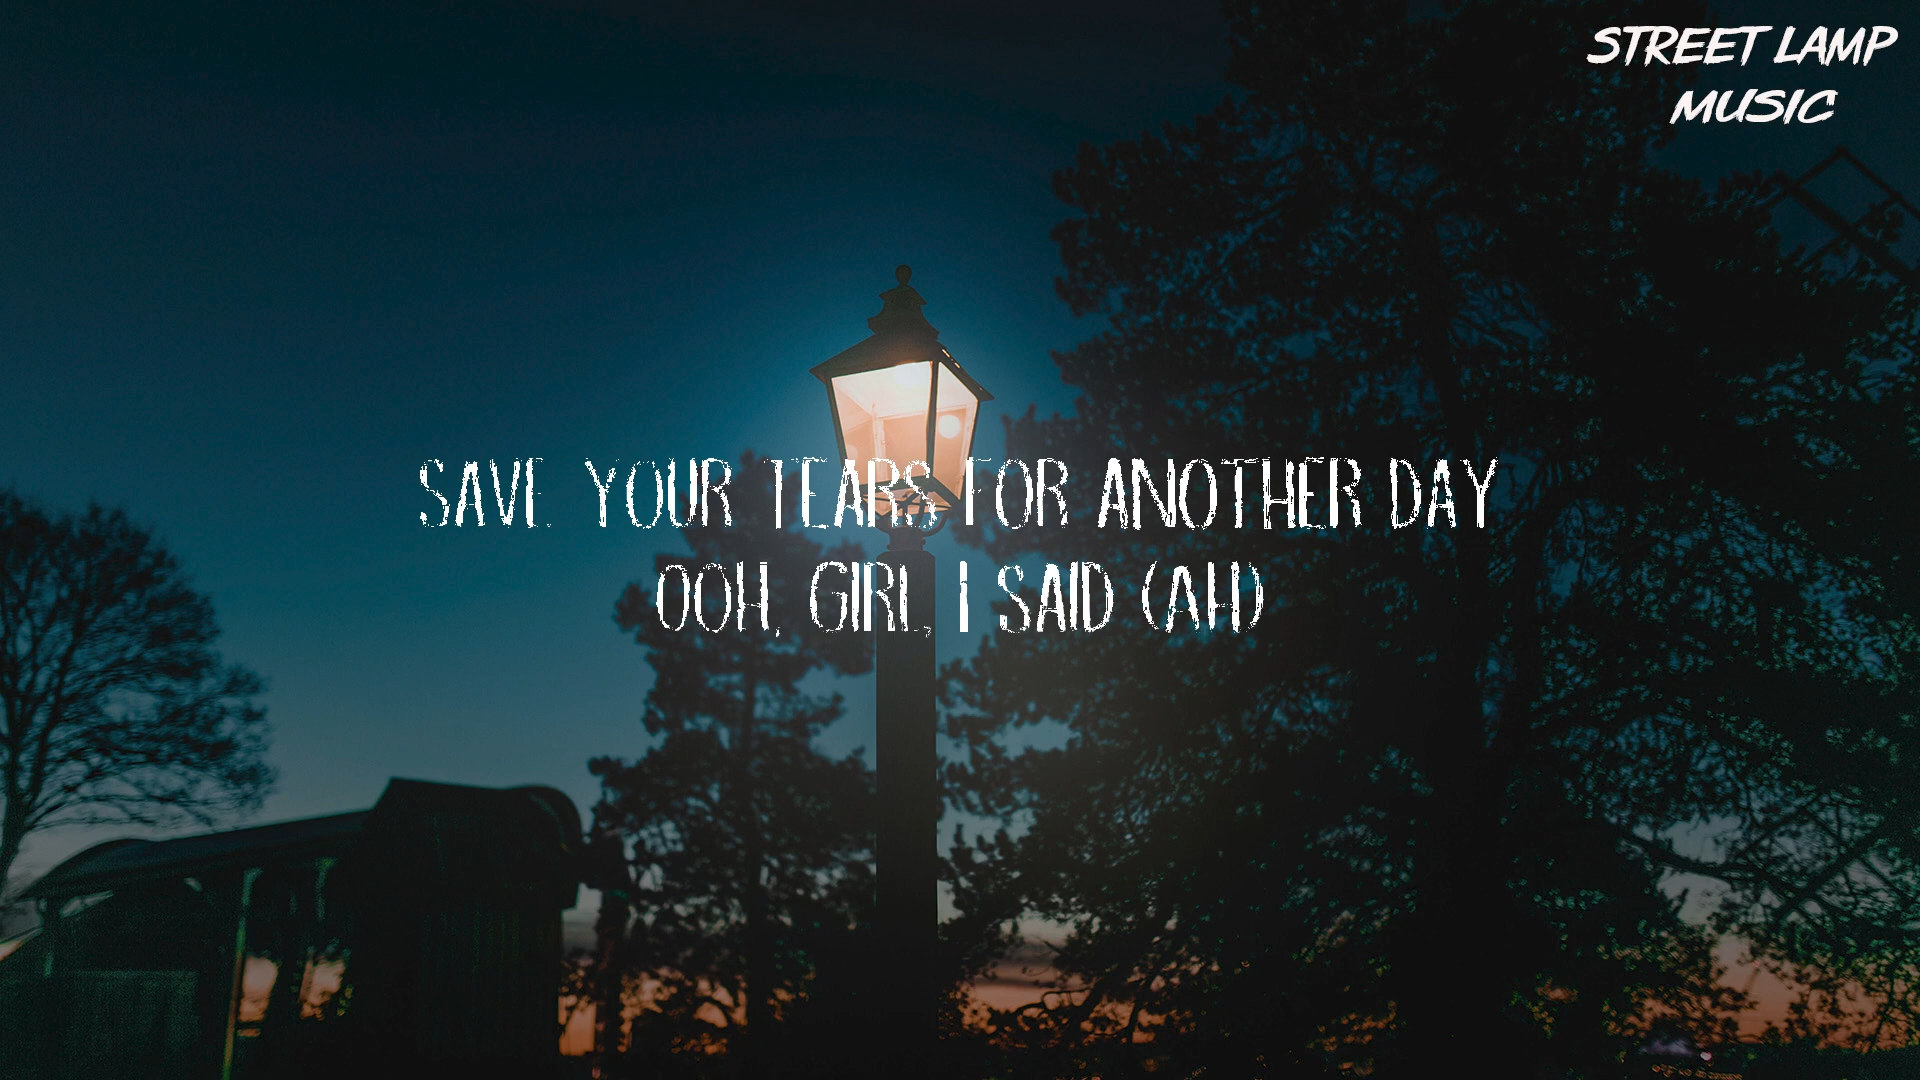 STREET LAMP
MUSIC
SAVE YOUR TEARS FOR ANOTHER DAY
OOH, GIRL, I SAID (AH)